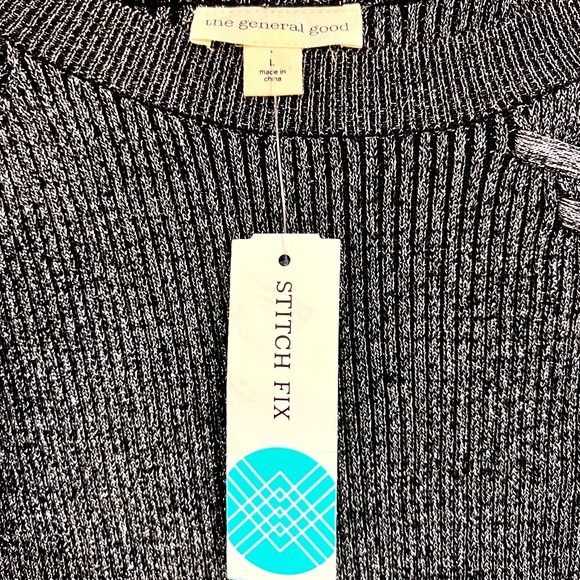 the general good
L
made in
china
STITCH FIX